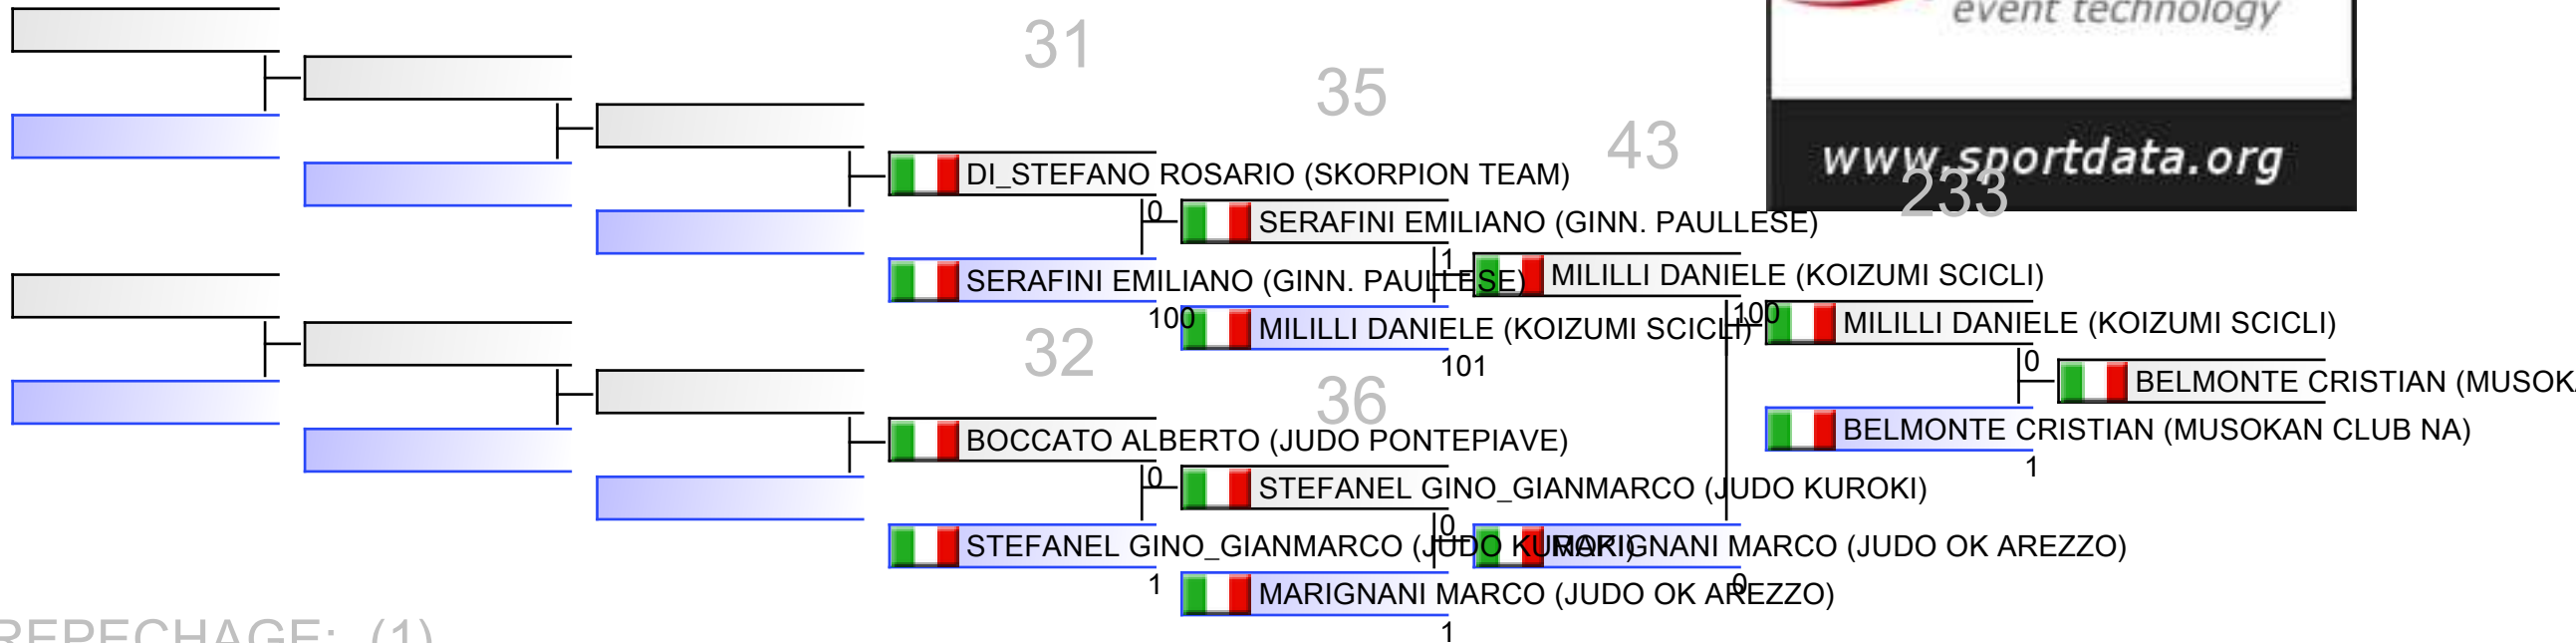 event technology
31
35
43
www.sportdata.org
233
DI_STEFANO ROSARIO (SKORPION TEAM)
0
SERAFINI EMILIANO (GINN. PAULLESE)
1
MILILLI DANIELE (KOIZUMI SCICLI)
SERAFINI EMILIANO (GINN. PAULLESE)
100
MILILLI DANIELE (KOIZUMI SCICLI)
100
MILILLI DANIELE (KOIZUMI SCICLI)
101
32
36
0
BELMONTE CRISTIAN (MUSOK
BELMONTE CRISTIAN (MUSOKAN CLUB NA)
1
BOCCATO ALBERTO (JUDO PONTEPIAVE)
0
STEFANEL GINO_GIANMARCO (JUDO KUROKI)
0
STEFANEL GINO_GIANMARCO (JUDO KUROKI)
MARIGNANI MARCO (JUDO OK AREZZO)
1
0
MARIGNANI MARCO (JUDO OK AREZZO)
1
REPECHAGE: (1)